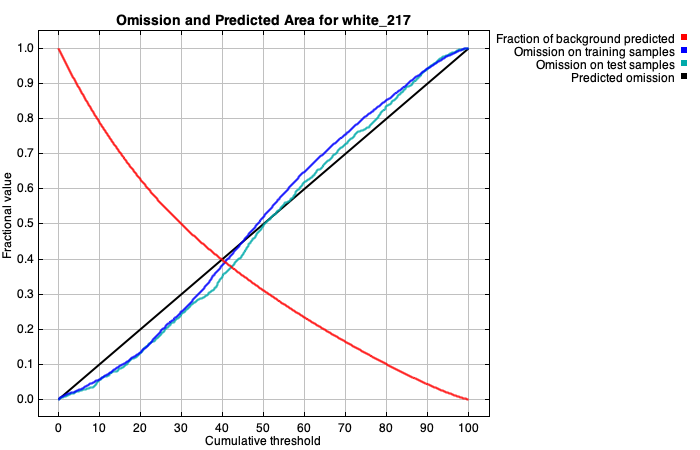 Omission and Predicted Area for white_217
Fraction of background predicted
Omission on training samples
Omission on test samples
Predicted omission
1.0
0.9
0.8
0.7
0.6
0.5
0.4
0.3
0.2
0.1
0.0
Fractional value
0 10 20 30 40 50 60 70 80 90 100
Cumulative threshold